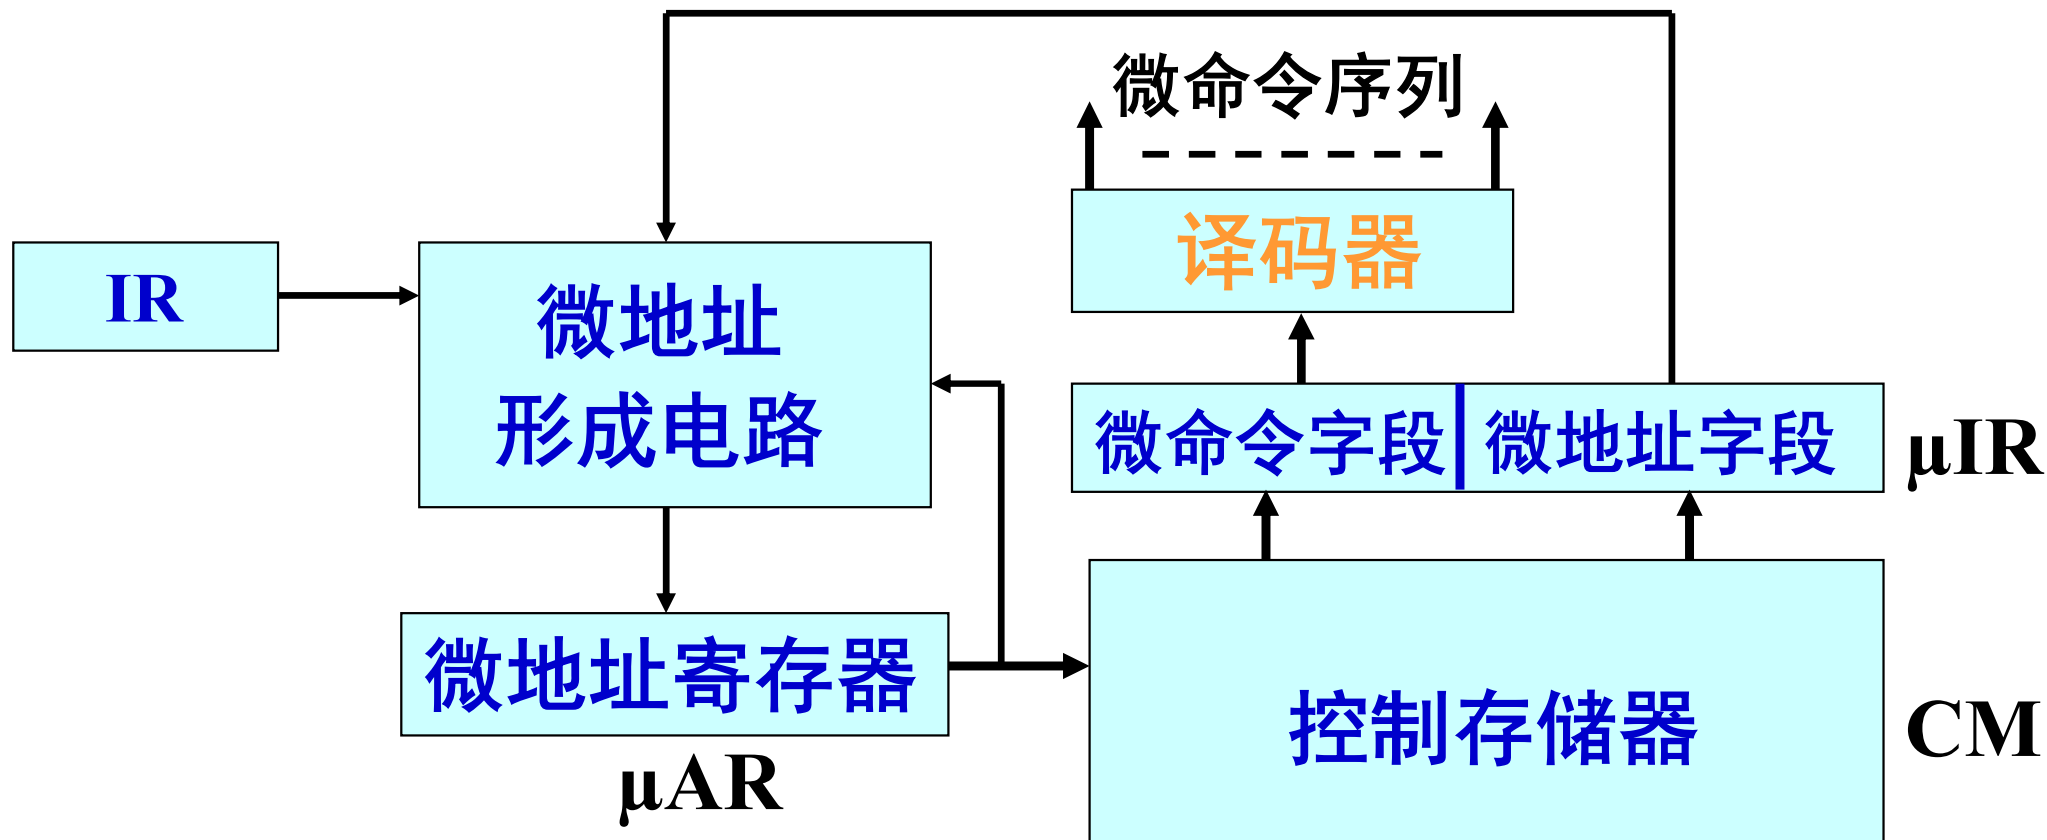 微命令序列
译码器
IR
微地址
形成电路
微命令字段
微地址字段
μIR
微地址寄存器
控制存储器
CM
μAR